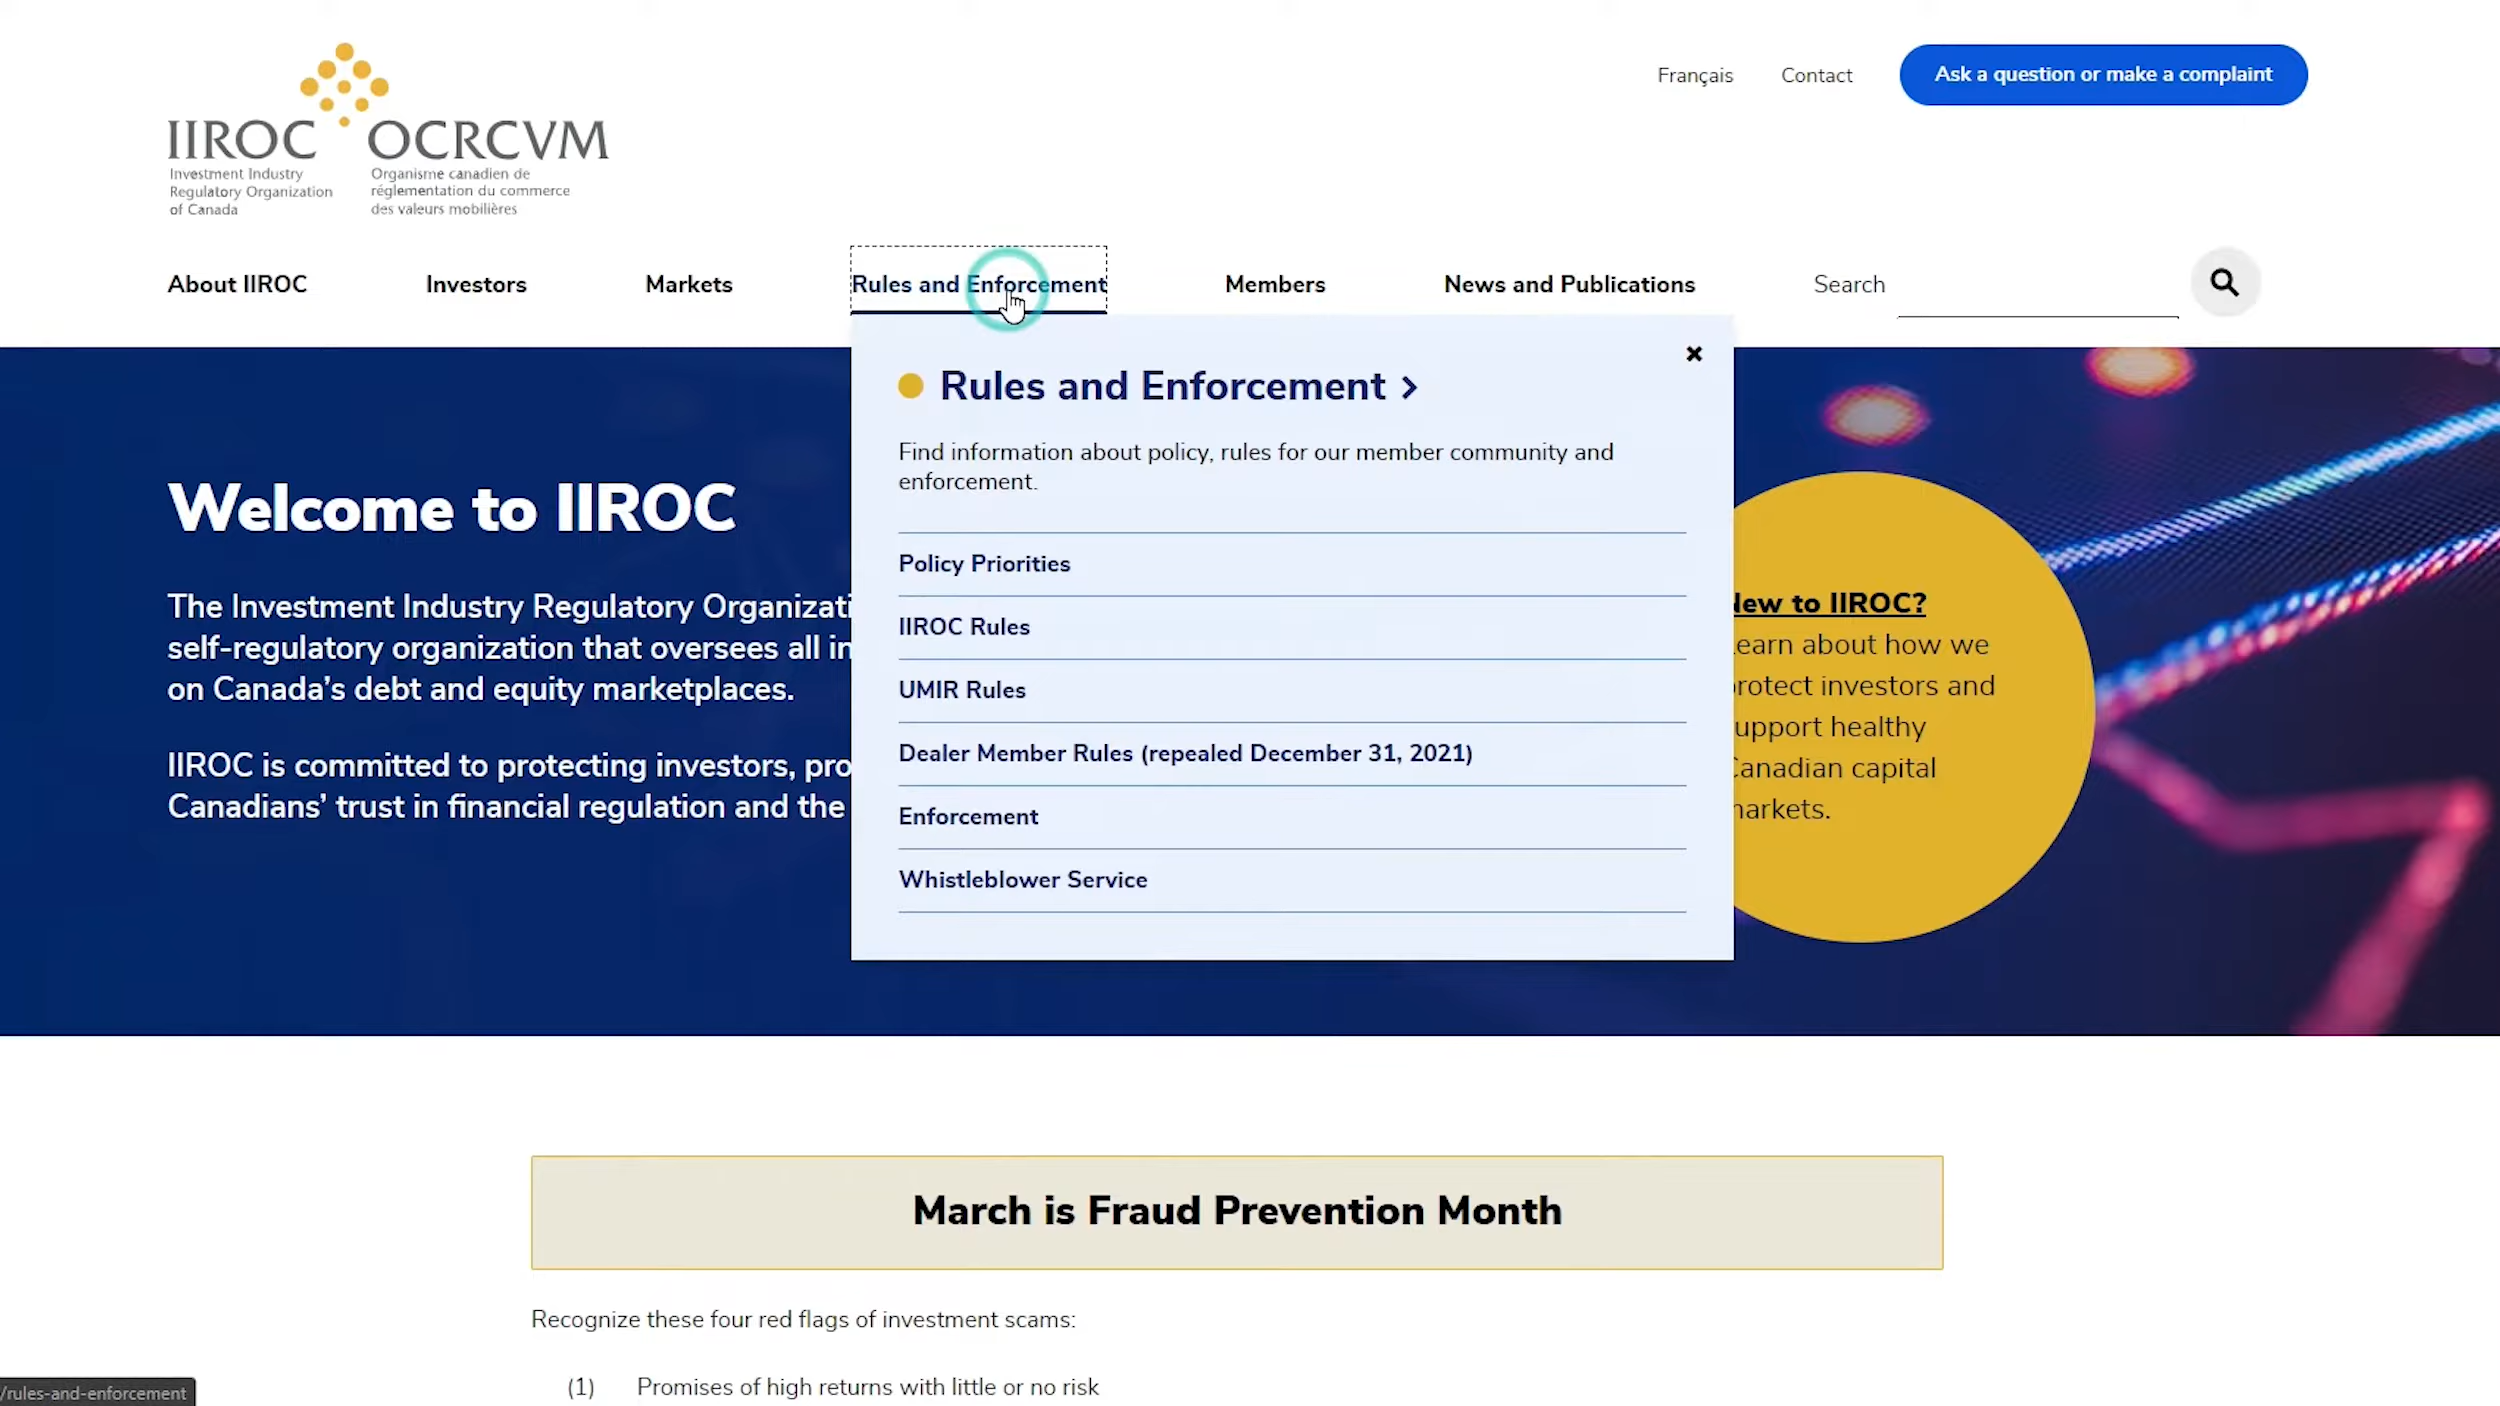 IIROC OCRCVM
Investment Industry
Regulatory Organization
of Canada
Organisme canadien de
réglementation du commerce
des valeurs mobilières
Français
Contact
Ask a question or make a complaint
About IIROC
Investors
Markets
Rules and Enforcement
Members
News and Publications
Search
Rules and Enforcement
Find information about policy, rules for our member community and
enforcement.
Policy Priorities
IIROC Rules
UMIR Rules
Dealer Member Rules (repealed December 31, 2021)
Enforcement
Whistleblower Service
Welcome to IIROC
The Investment Industry Regulatory Organizati
self-regulatory organization that oversees all in
on Canada's debt and equity marketplaces.
IIROC is committed to protecting investors, pro
Canadians' trust in financial regulation and the
New to IIROC?
Learn about how we
protect investors and
support healthy
Canadian capital
markets.
March is Fraud Prevention Month
Recognize these four red flags of investment scams:
(1) Promises of high returns with little or no risk
/rules-and-enforcement